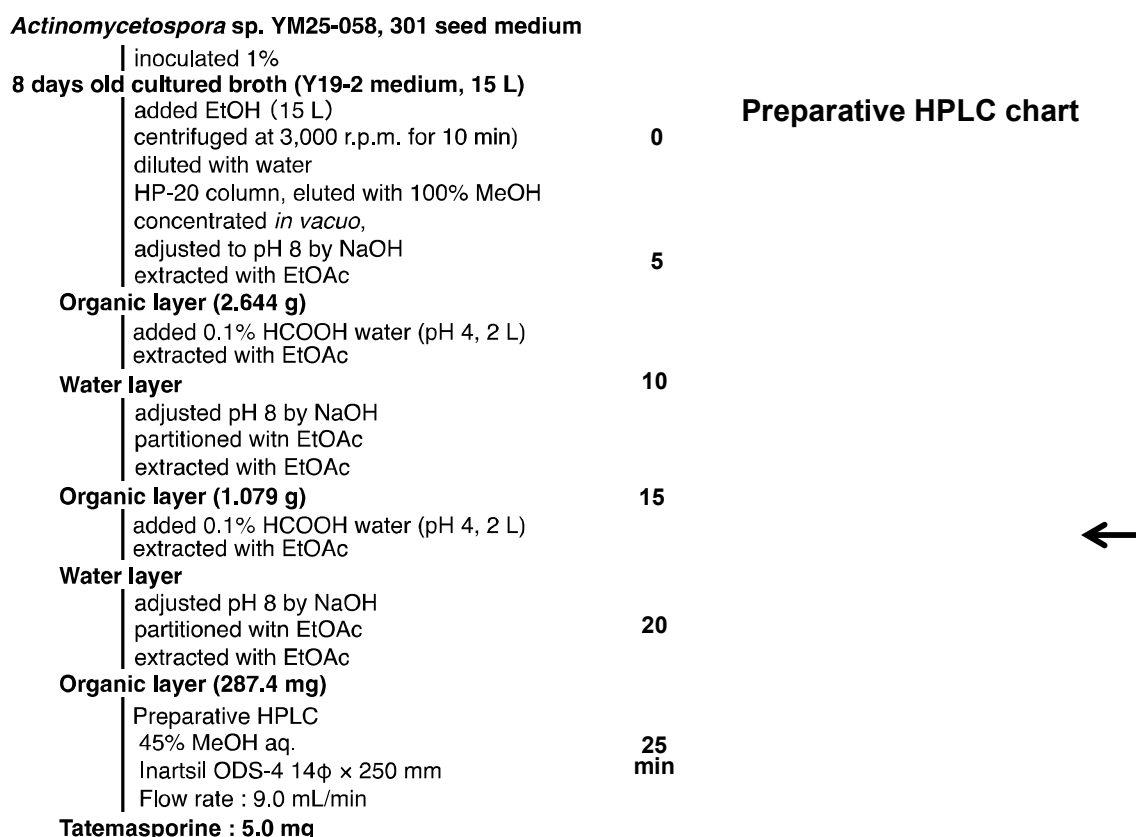 Actinomycetospora sp. YM25-058, 301 seed medium
inoculated 1%
8 days old cultured broth (Y19-2 medium, 15 L)
added EtOH (15 L)
centrifuged at 3,000 r.p.m. for 10 min)
diluted with water
HP-20 column, eluted with 100% MeOH
concentrated in vacuo,
adjusted to pH 8 by NaOH
extracted with EtOAc
Organic layer (2.644 g)
added 0.1% HCOOH water (pH 4, 2 L)
extracted with EtOAc
Water layer
adjusted pH 8 by NaOH
partitioned witn EtOAc
extracted with EtOAc
Organic layer (1.079 g)
added 0.1% HCOOH water (pH 4, 2 L)
extracted with EtOAc
Water layer
adjusted pH 8 by NaOH
partitioned witn EtOAc
extracted with EtOAc
Organic layer (287.4 mg)
Preparative HPLC
45% MeOH aq.
Inartsil ODS-4 14φ × 250 mm
Flow rate : 9.0 mL/min
Tatemasporine : 5.0 mg
Preparative HPLC chart
0
5
10
15
20
25
min